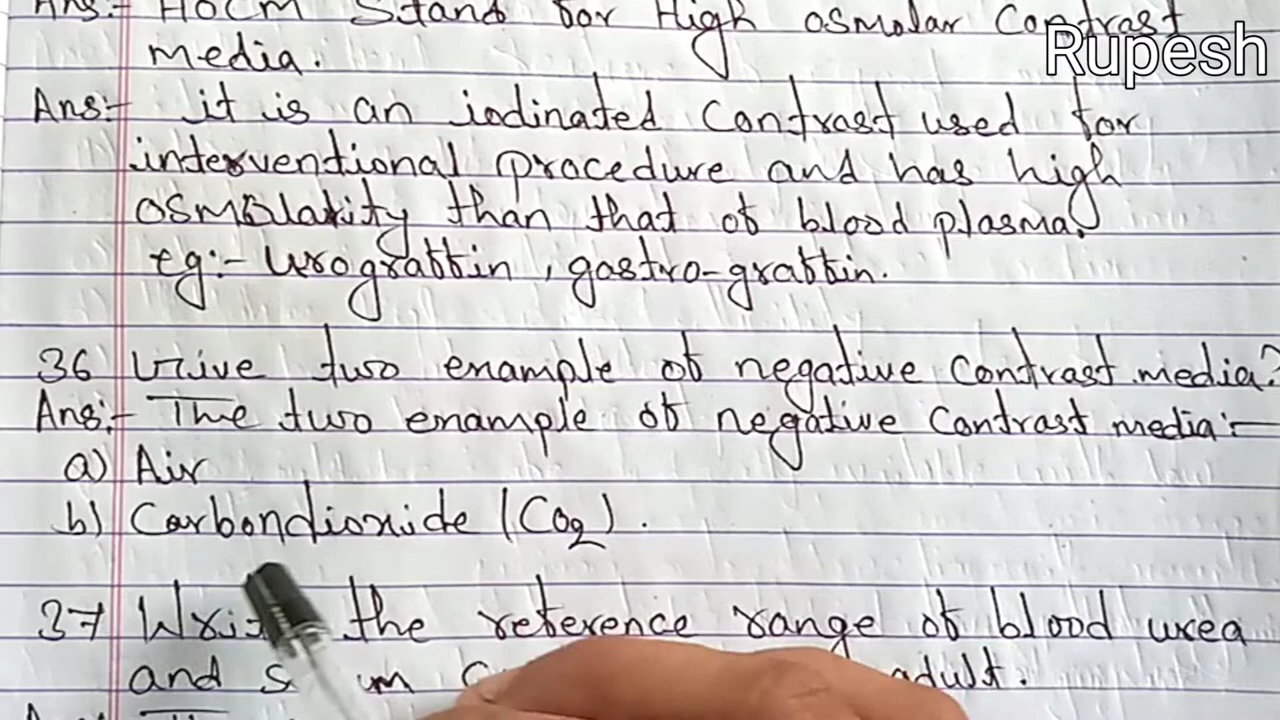 Ans:- HOCM Stand for High osmolar Contrast
Rupesh
media.
Ans:- it is an iodinated Contrast used for
interventional procedure and has high
osmolarity than that of blood plasma.
eg:- Urograffin, gastro-graffin.
36 Give two example of negative Contrast media?
Ans:- The two example of negative Contrast media:-
a) Air
b) Carbondioxide (CO2).
37 Write the reference range of blood urea
and adult.